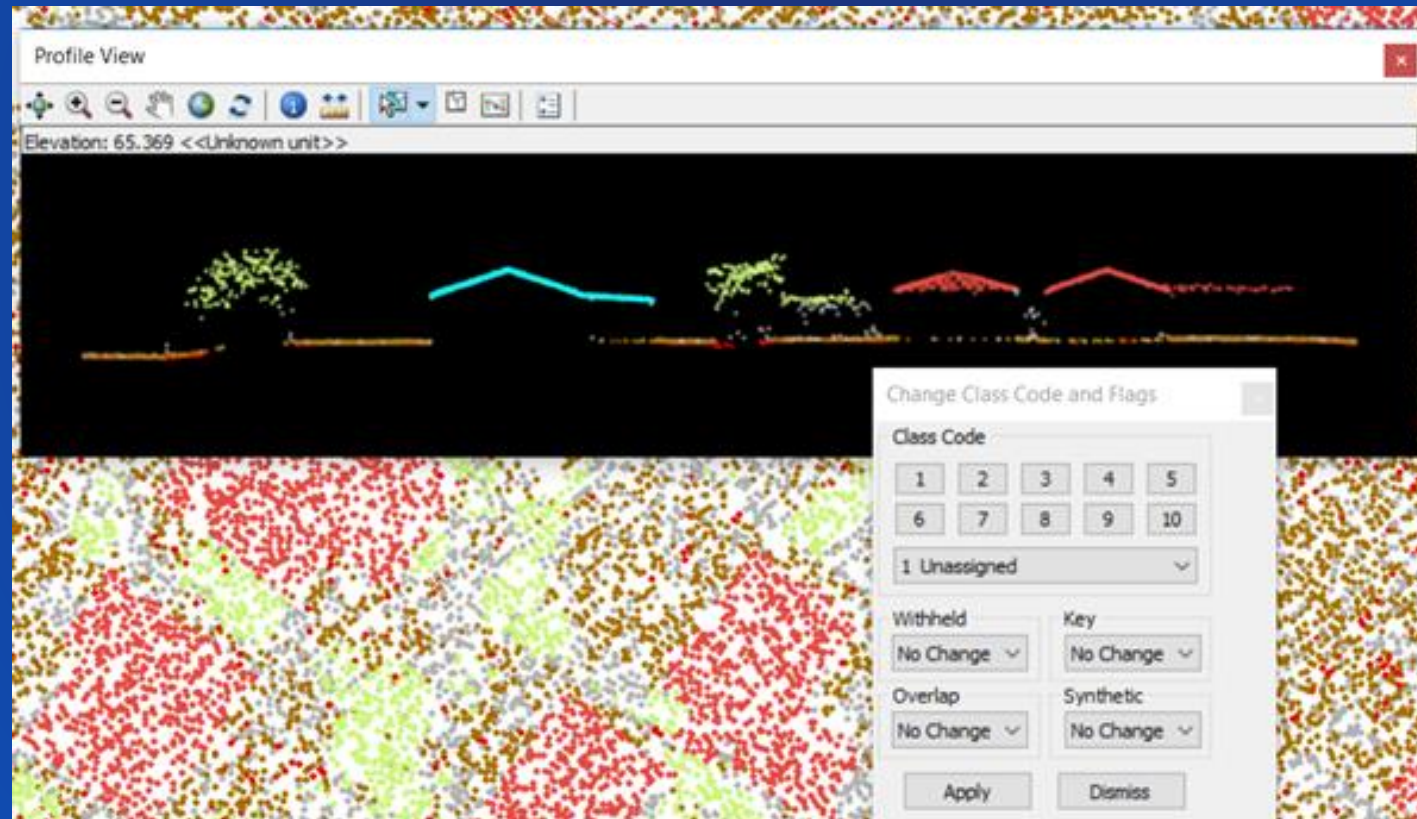 Profile View
Elevation: 65.369 <<Unknown unit>>
Change Class Code and Flags
Class Code
1 2 3 4 5
6 7 8 9 10
1 Unassigned
Withheld Key
No Change No Change
Overlap Synthetic
No Change No Change
Apply Dismiss